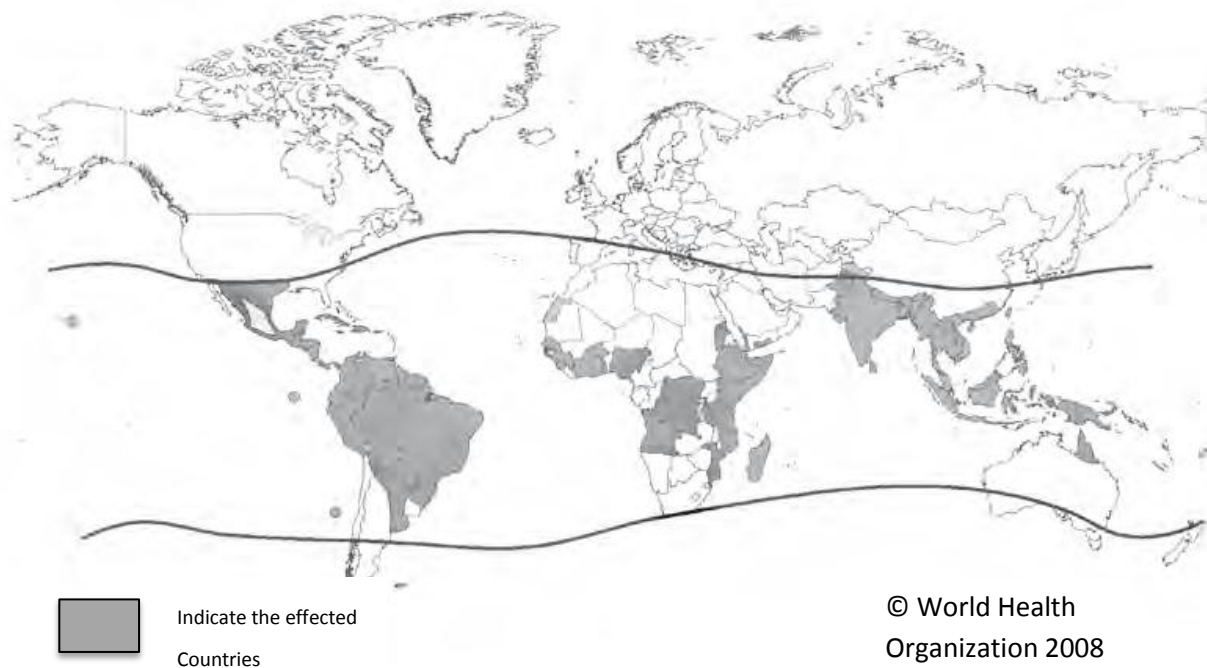 Indicate the effected
Countries
© World Health
Organization 2008